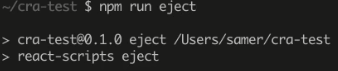 ~/cra-test $ npm run eject
> cra-test@0.1.0 eject /Users/samer/cra-test
> react-scripts eject